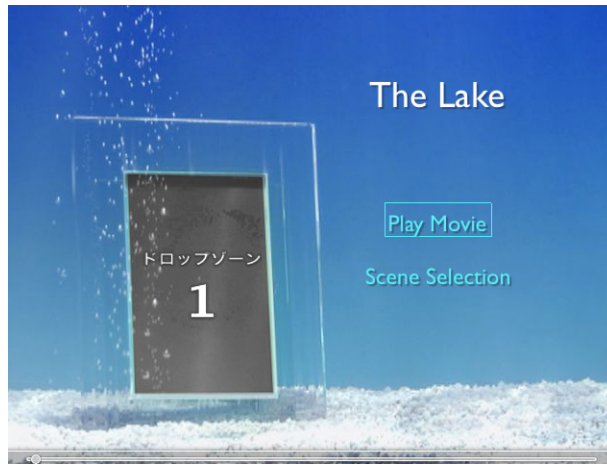 The Lake
Play Movie
Scene Selection
ドロップゾーン
1